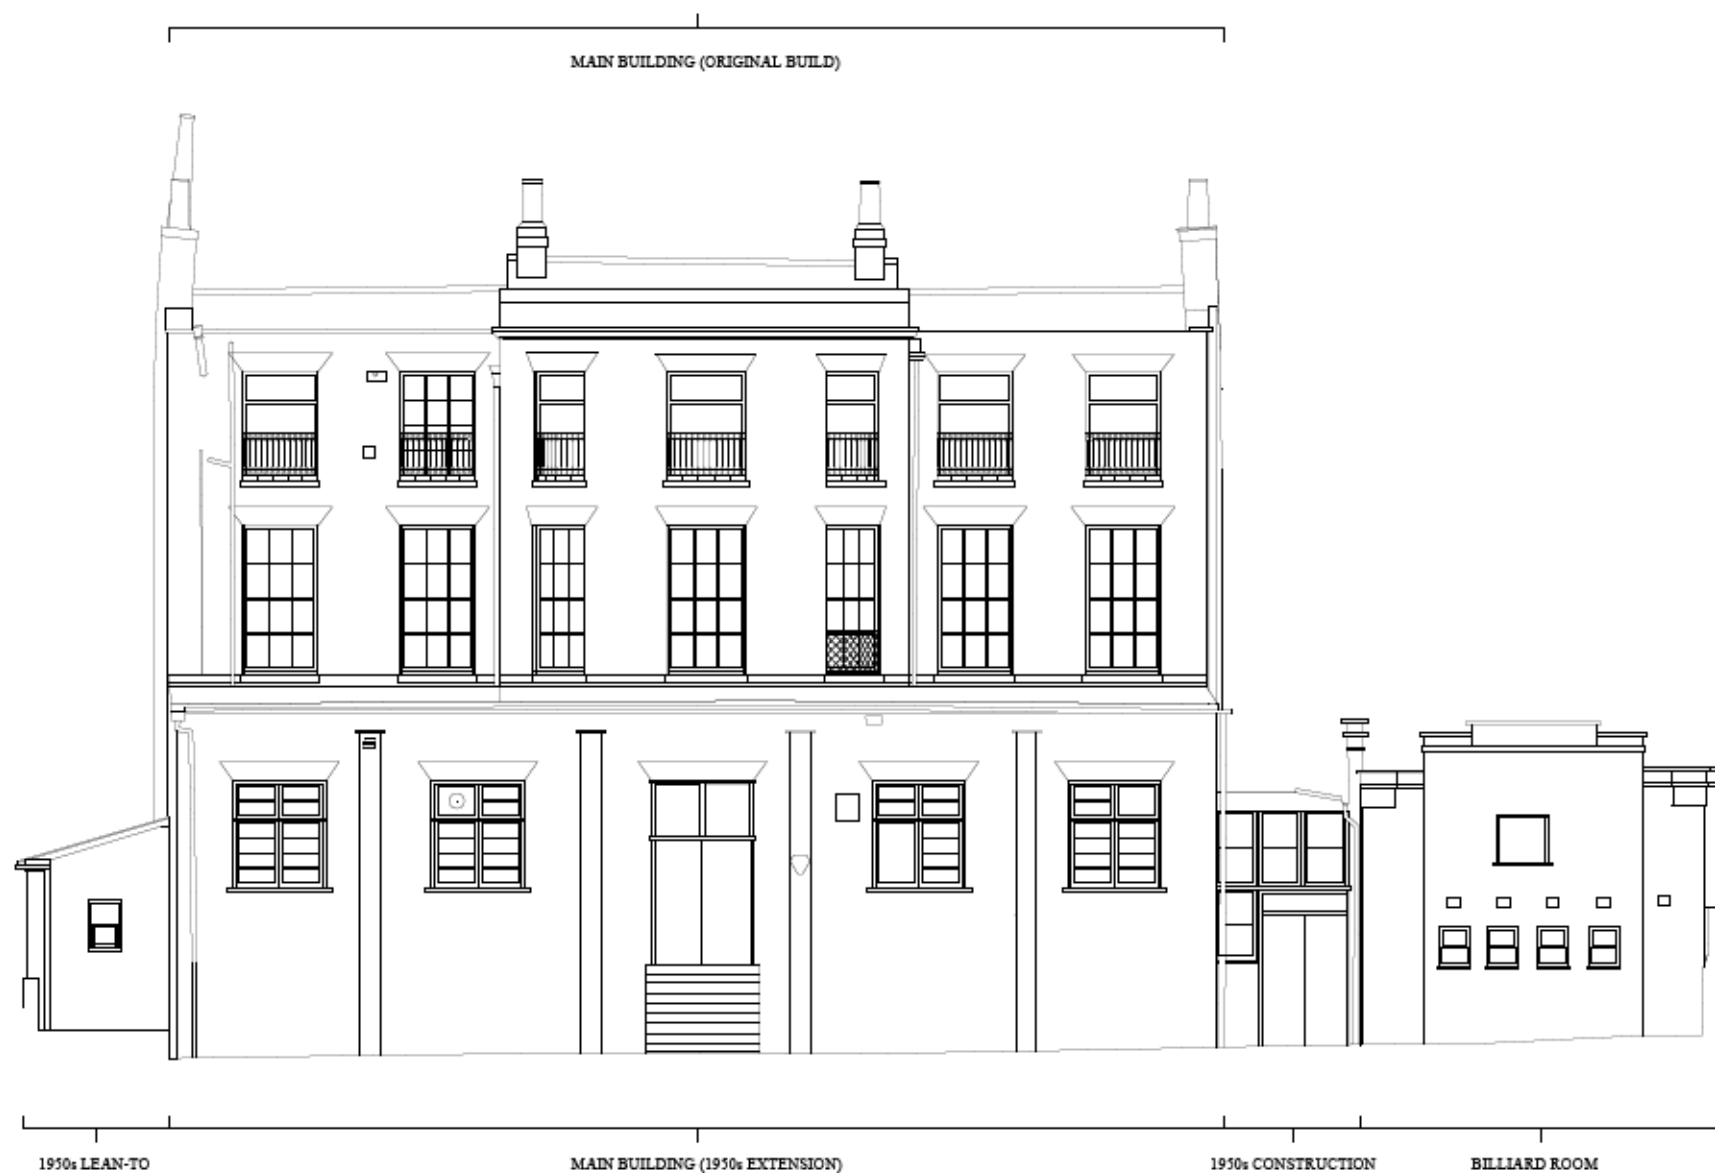 MAIN BUILDING (ORIGINAL BUILD)
1950s LEAN-TO
MAIN BUILDING (1950s EXTENSION)
1950s CONSTRUCTION
BILLIARD ROOM